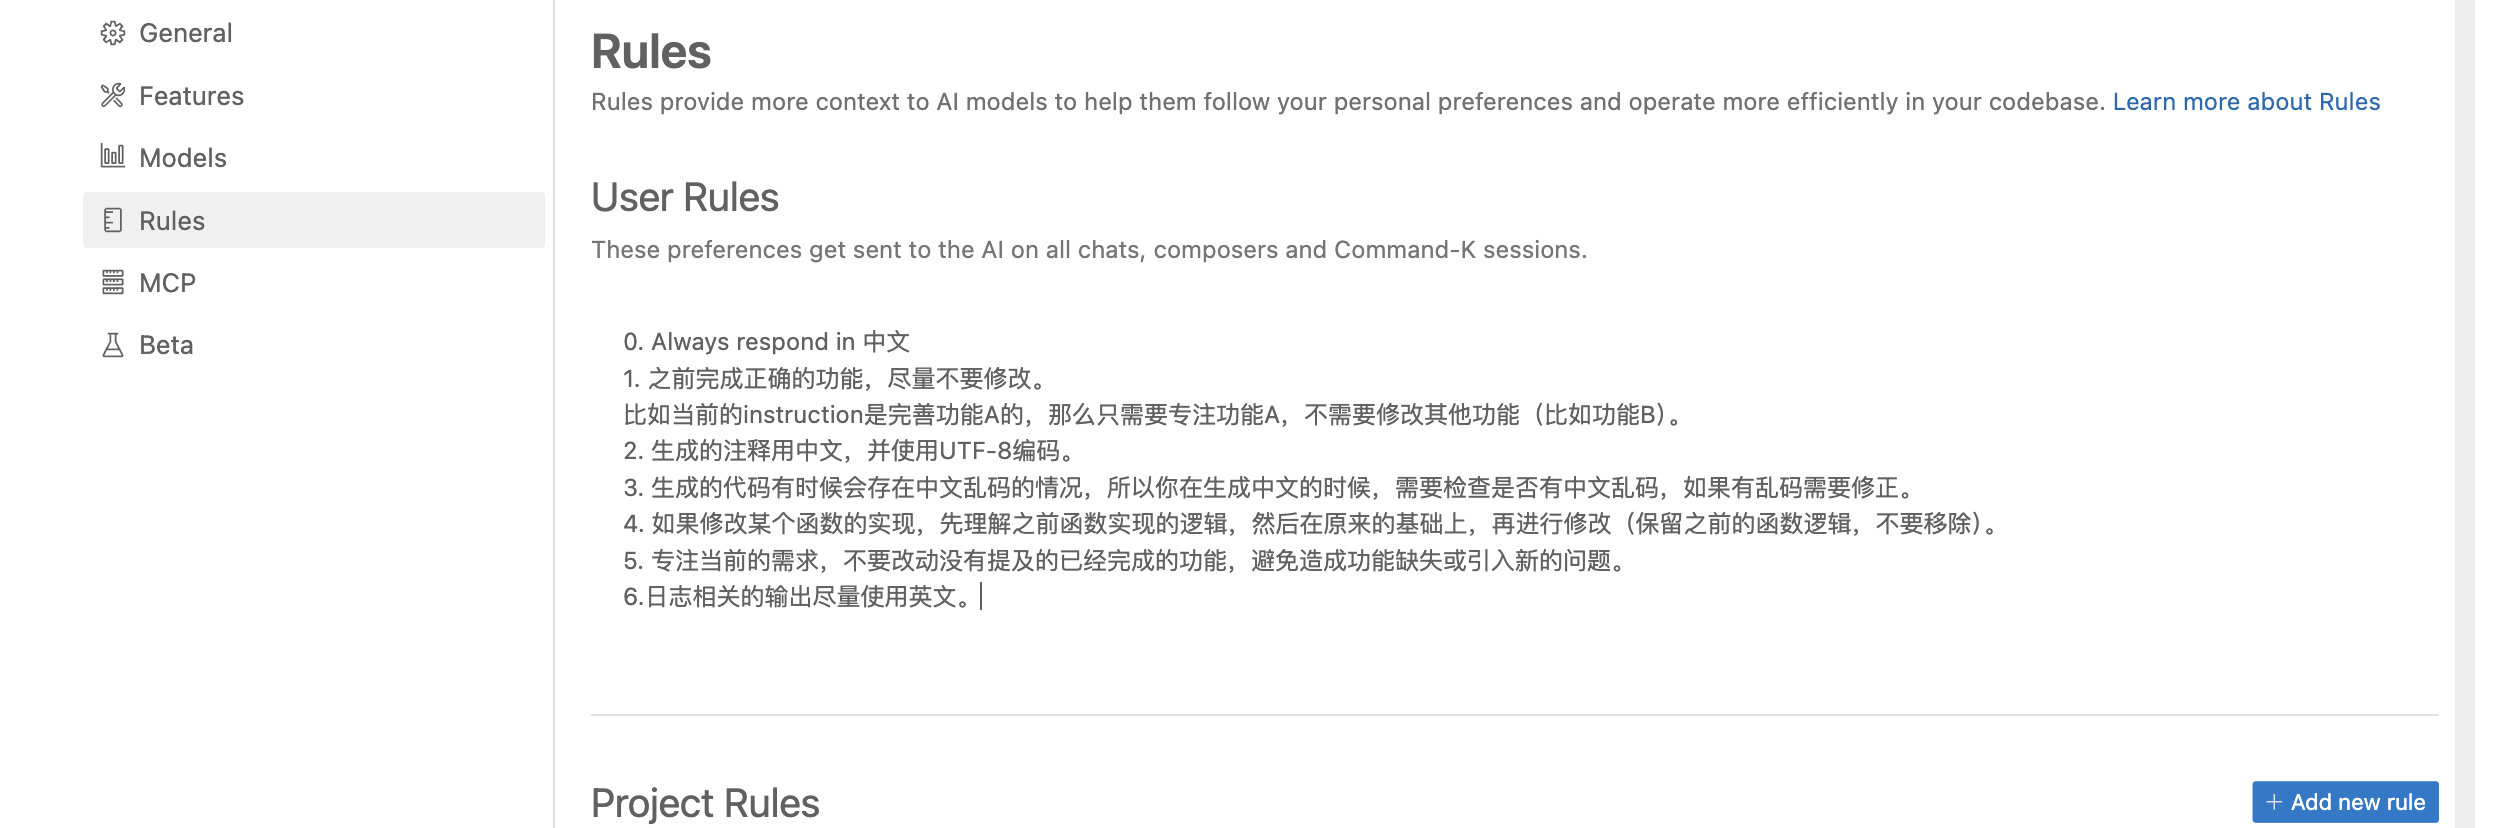 General
Features
Models
Rules
MCP
Beta
Rules
Rules provide more context to AI models to help them follow your personal preferences and operate more efficiently in your codebase. Learn more about Rules
User Rules
These preferences get sent to the AI on all chats, composers and Command-K sessions.
0. Always respond in 中文
1. 之前完成正确的功能，尽量不要修改。
比如当前的instruction是完善功能A的，那么只需要专注功能A，不需要修改其他功能（比如功能B）。
2. 生成的注释用中文，并使用UTF-8编码。
3. 生成的代码有时候会存在中文乱码的情况，所以你在生成中文的时候，需要检查是否有中文乱码，如果有乱码需要修正。
4. 如果修改某个函数的实现，先理解之前函数实现的逻辑，然后在原来的基础上，再进行修改（保留之前的函数逻辑，不要移除）。
5. 专注当前的需求，不要改动没有提及的已经完成的功能，避免造成功能缺失或引入新的问题。
6.日志相关的输出尽量使用英文。
Project Rules
+ Add new rule